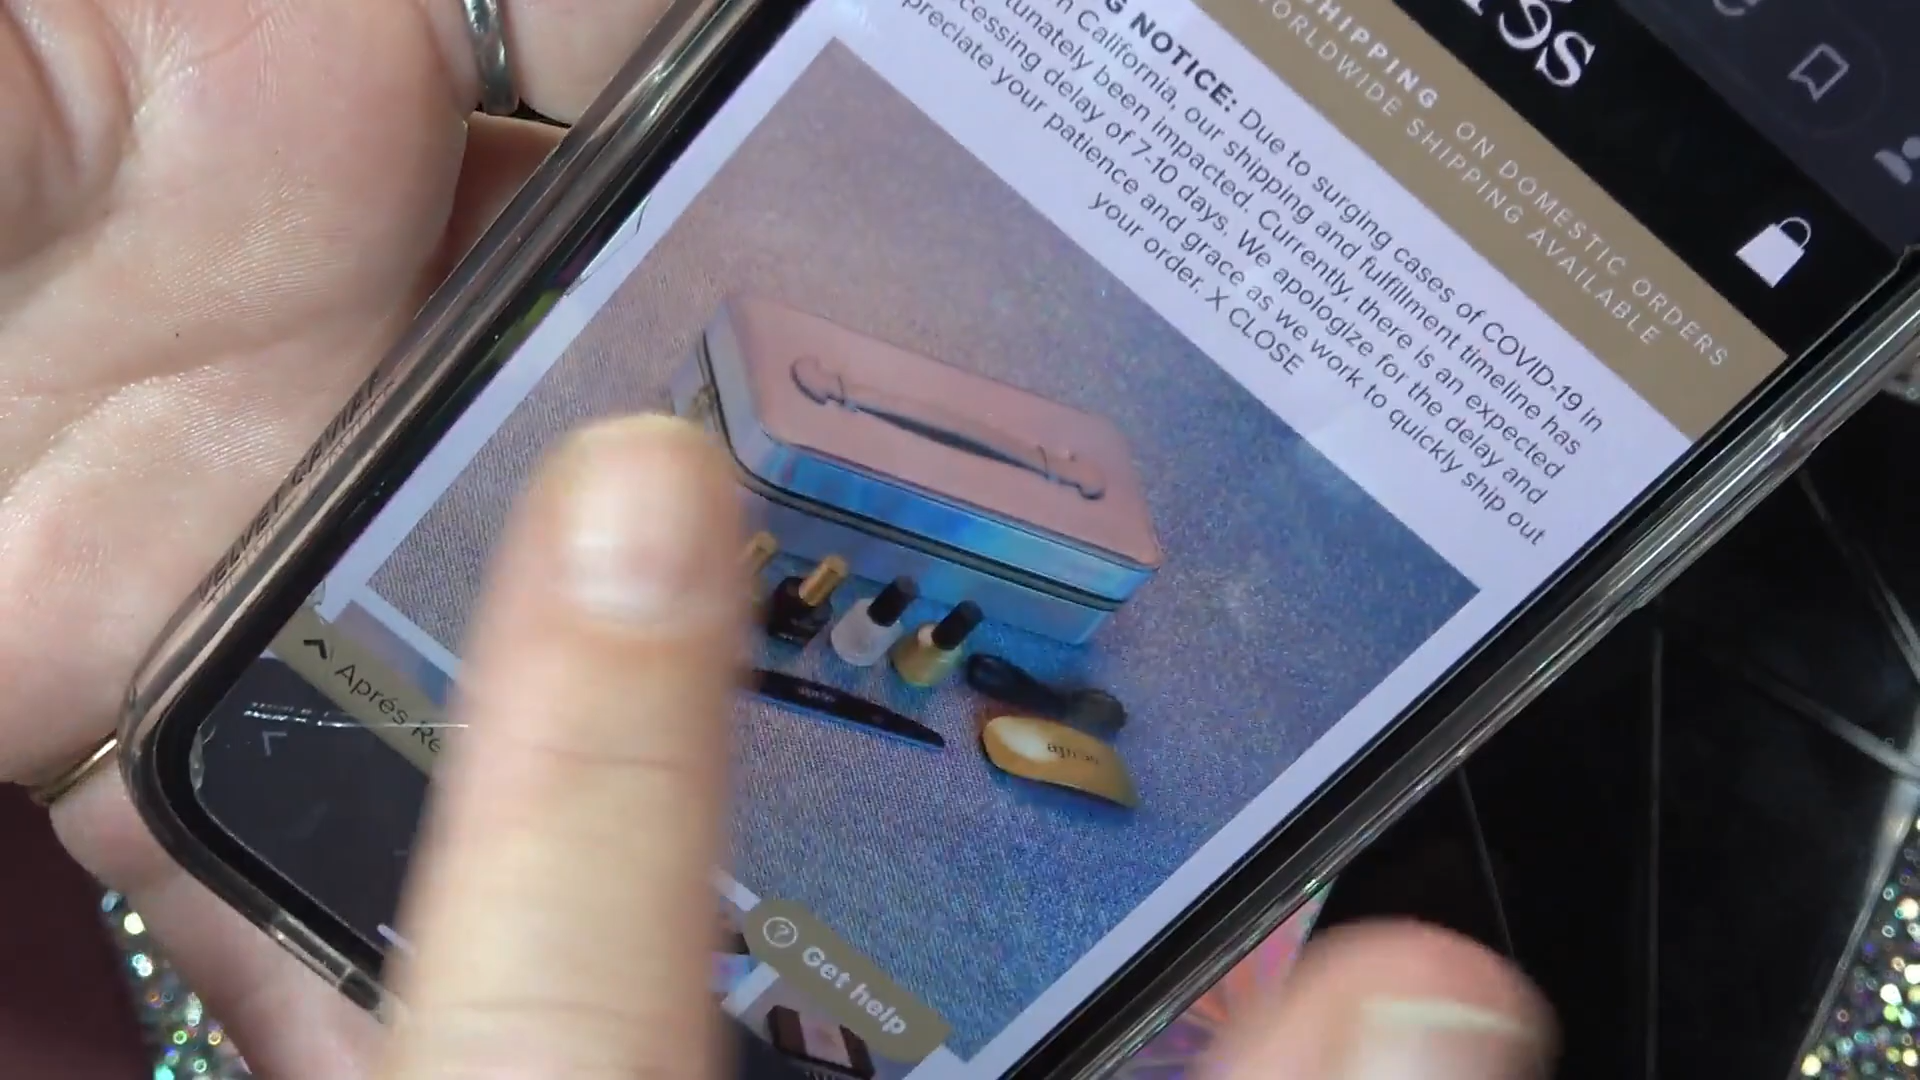 SHIPPING ON DOMESTIC ORDERS
WORLDWIDE SHIPPING AVAILABLE
NOTICE: Due to surging cases of COVID-19 in
California, our shipping and fulfillment timeline has
been impacted. Currently, there is an expected
delay of 7-10 days. We apologize for the delay and
your patience and grace as we work to quickly ship out
your order. X CLOSE
Aprés Re
Get help
VELVET CAVIAR